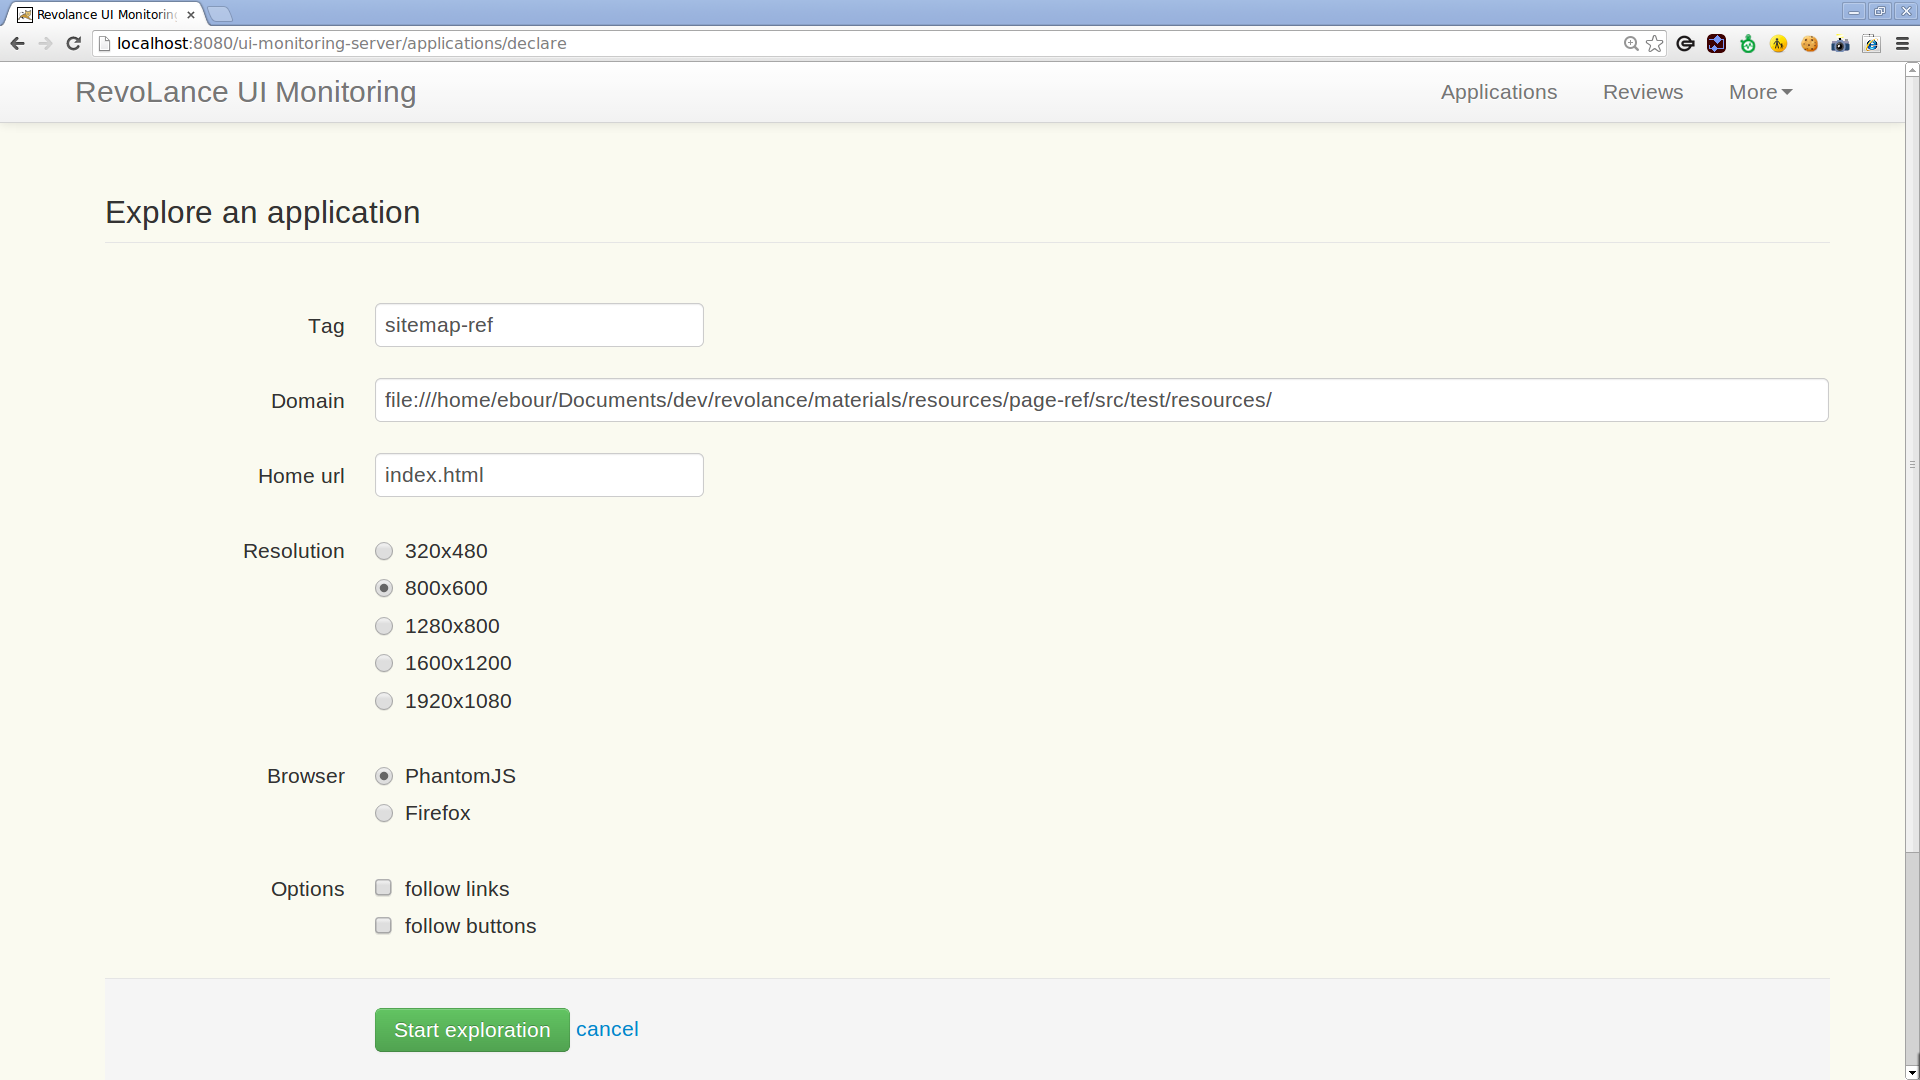 Revolance UI Monitoring
localhost:8080/ui-monitoring-server/applications/declare
RevoLance UI Monitoring
Applications
Reviews
More
Explore an application
Tag
sitemap-ref
Domain
file:///home/ebour/Documents/dev/revolance/materials/resources/page-ref/src/test/resources/
Home url
index.html
Resolution
320x480
800x600
1280x800
1600x1200
1920x1080
Browser
PhantomJS
Firefox
Options
follow links
follow buttons
Start exploration
cancel